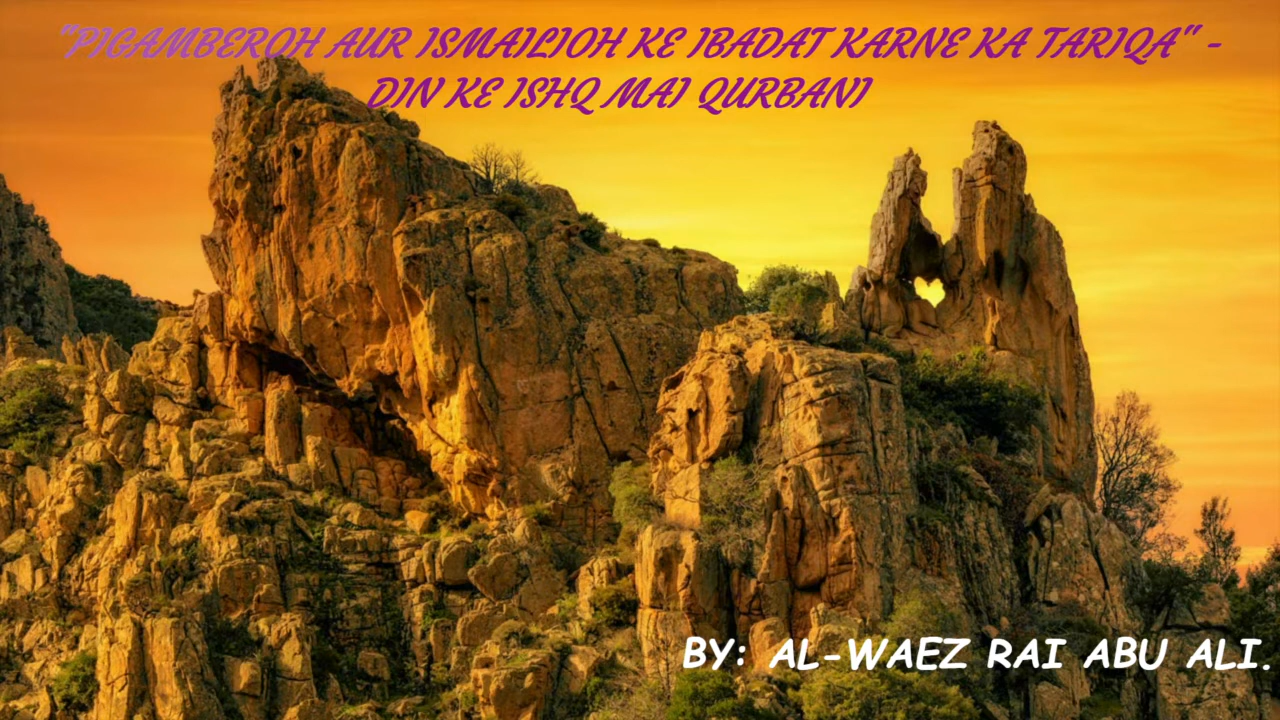 "PIGAMBEROH AUR ISMAILIOH KE IBADAT KARNE KA TARIQA" -
DIN KE ISHQ MAI QURBANI
BY: AL-WAEZ RAI ABU ALI.